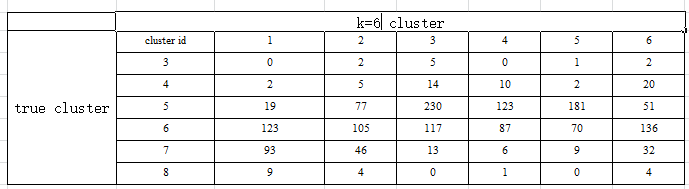 k=6 cluster
cluster id 1 2 3 4 5 6
3 0 2 5 0 1 2
4 2 5 14 10 2 20
true cluster 5 19 77 230 123 181 51
6 123 105 117 87 70 136
7 93 46 13 6 9 32
8 9 4 0 1 0 4